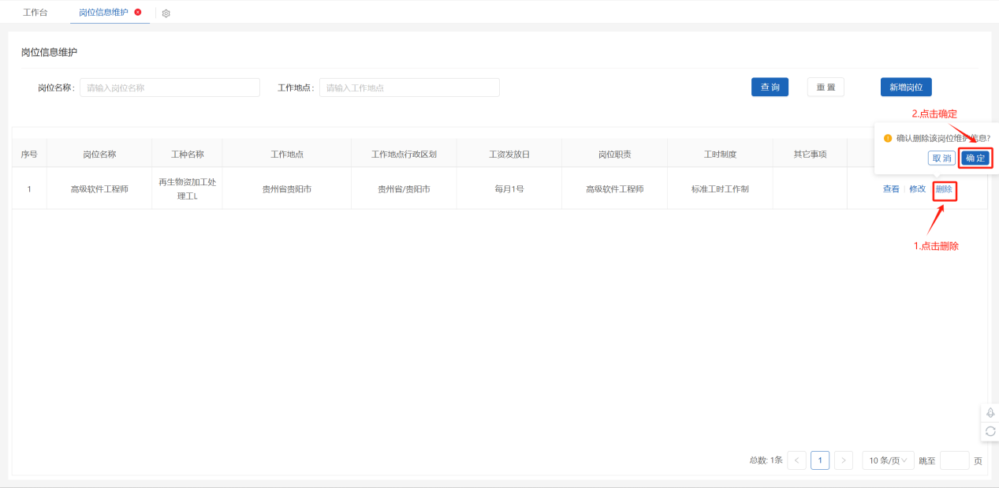 工作台
岗位信息维护
岗位信息维护
岗位名称:
请输入岗位名称
工作地点:
请输入工作地点
查 询
重 置
新增岗位
2.点击确定
确认删除该岗位维护信息?
取 消
确 定
序号
岗位名称
工种名称
工作地点
工作地点行政区划
工资发放日
岗位职责
工时制度
其它事项
1
高级软件工程师
再生物资加工处
理工L
贵州省贵阳市
贵州省/贵阳市
每月1号
高级软件工程师
标准工时工作制
查看
修改
删除
1.点击删除
总数: 1条
1
10 条/页
跳至
页